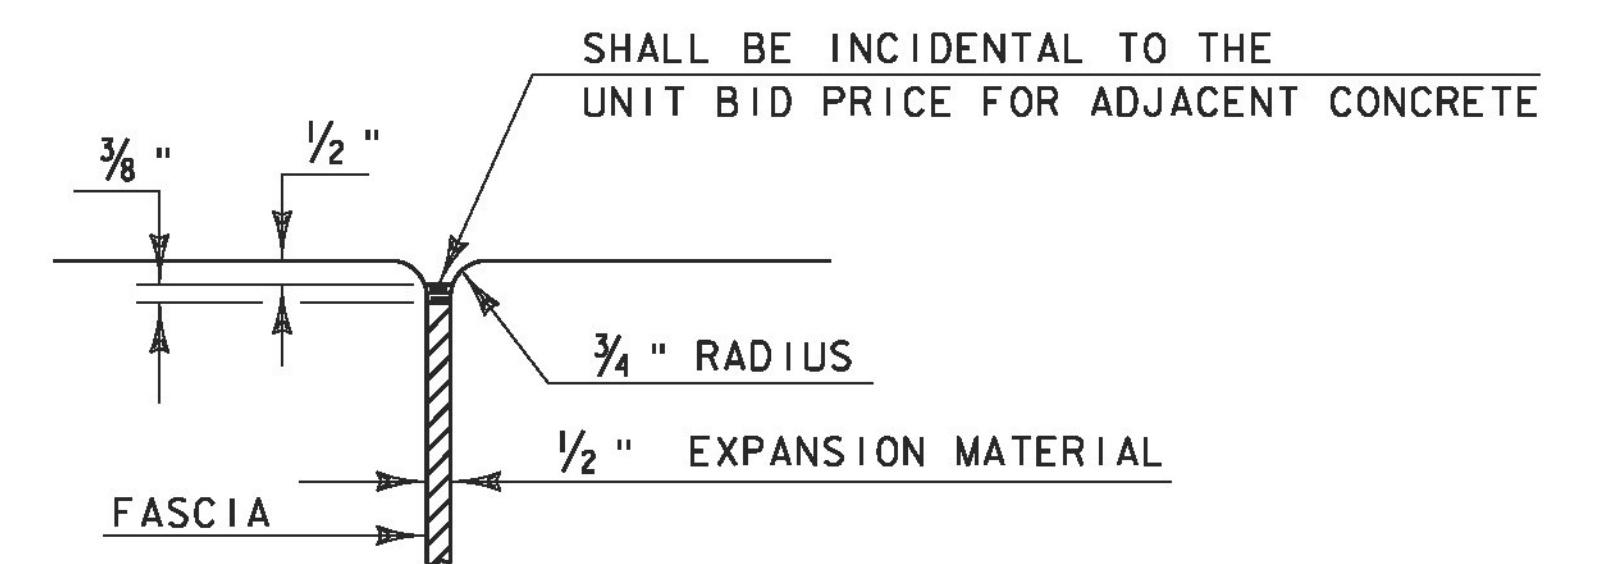 SHALL BE INCIDENTAL TO THE
UNIT BID PRICE FOR ADJACENT CONCRETE
1/2 "
3/8 "
3/4 " RADIUS
1/2 " EXPANSION MATERIAL
FASCIA